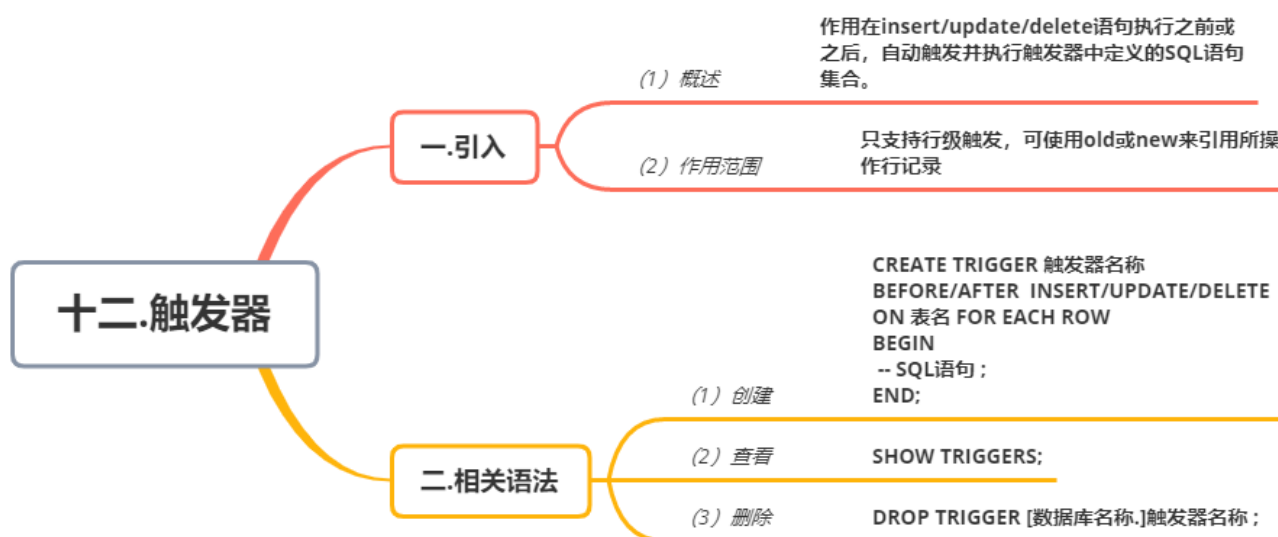 十二.触发器
一.引入
（1）概述
作用在insert/update/delete语句执行之前或
之后，自动触发并执行触发器中定义的SQL语句
集合。
（2）作用范围
只支持行级触发，可使用old或new来引用所操
作行记录
二.相关语法
（1）创建
CREATE TRIGGER 触发器名称
BEFORE/AFTER  INSERT/UPDATE/DELETE
ON 表名 FOR EACH ROW
BEGIN
-- SQL语句 ;
END;
（2）查看
SHOW TRIGGERS;
（3）删除
DROP TRIGGER [数据库名称.]触发器名称 ;